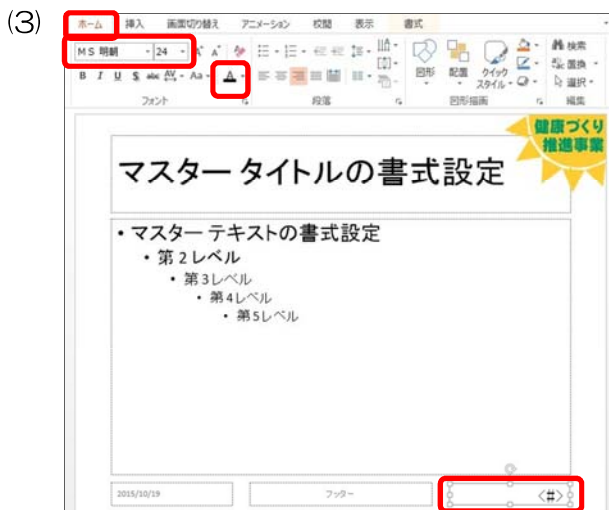 (3)
ホーム 挿入 画面切り替え アニメーション 校閲 表示 書式
MS 明朝 24 A A 検索
B I U S abc AV Aa A 図形 配置 クイック スタイル 置換
選択
フォント 段落 図形描画 編集
健康づくり
推進事業
マスター タイトルの書式設定
• マスター テキストの書式設定
• 第 2 レベル
• 第 3 レベル
• 第 4 レベル
• 第 5 レベル
2015/10/19 フッター ‹#›